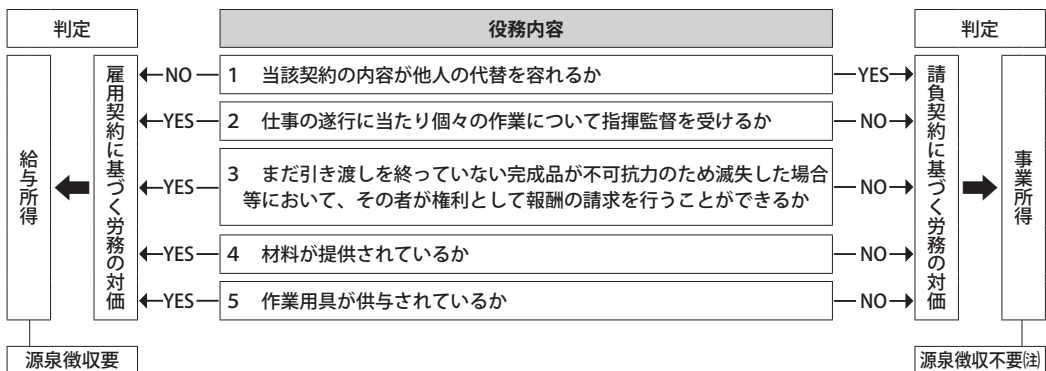 判定
役務内容
判定
給与所得
雇用契約に基づく労務の対価
NO
1 当該契約の内容が他人の代替を容れるか
YES
YES
2 仕事の遂行に当たり個々の作業について指揮監督を受けるか
NO
YES
3 まだ引き渡しを終っていない完成品が不可抗力のため滅失した場合
等において、その者が権利として報酬の請求を行うことができるか
NO
YES
4 材料が提供されているか
NO
YES
5 作業用具が供与されているか
NO
請負契約に基づく労務の対価
事業所得
源泉徴収要
源泉徴収不要(注)